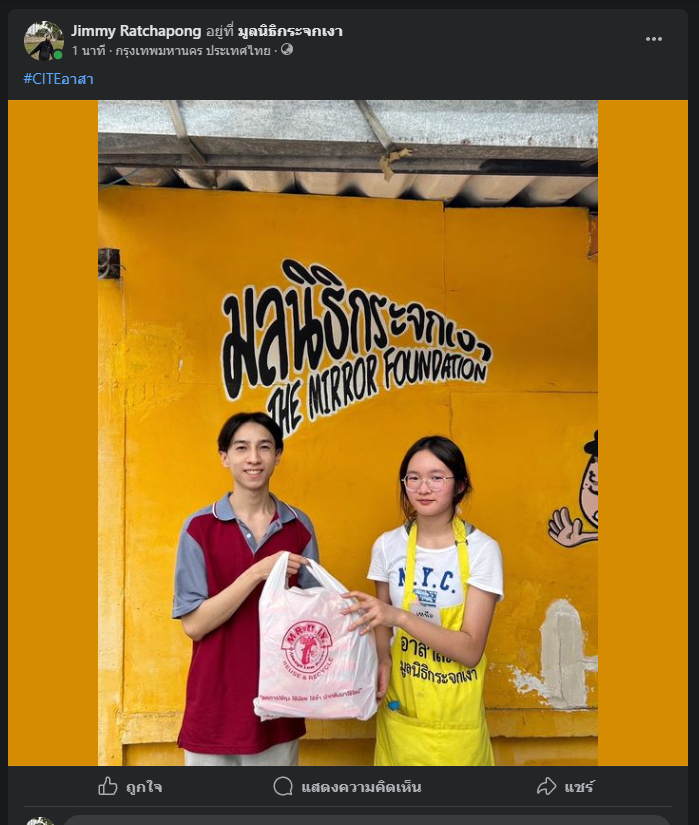 Jimmy Ratchapong อยู่ที่ มูลนิธิกระจกเงา
1 นาที · กรุงเทพมหานคร ประเทศไทย ·
#CITEอาสา
มูลนิธิกระจกเงา
THE MIRROR FOUNDATION
N.Y.C.
MR.D.I.Y.
Always Low Prices
REUSE & RECYCLE
อาสา
มูลนิธิกระจกเงา
ถูกใจ
แสดงความคิดเห็น
แชร์